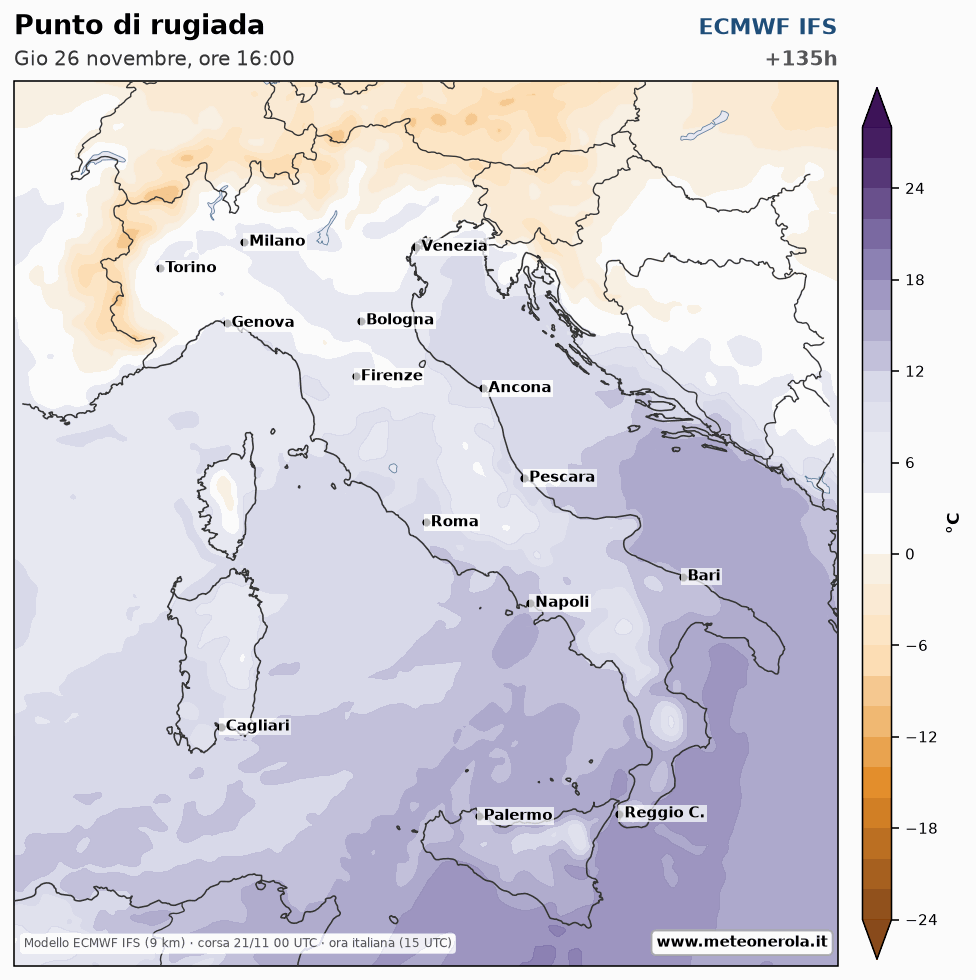 Punto di rugiada
ECMWF IFS
Gio 26 novembre, ore 16:00
+135h
Milano
Venezia
Torino
Genova
Bologna
Firenze
Ancona
Pescara
Roma
Bari
Napoli
Cagliari
Palermo
Reggio C.
24
18
12
6
0
−6
−12
−18
−24
°C
Modello ECMWF IFS (9 km) · corsa 21/11 00 UTC · ora italiana (15 UTC)
www.meteonerola.it